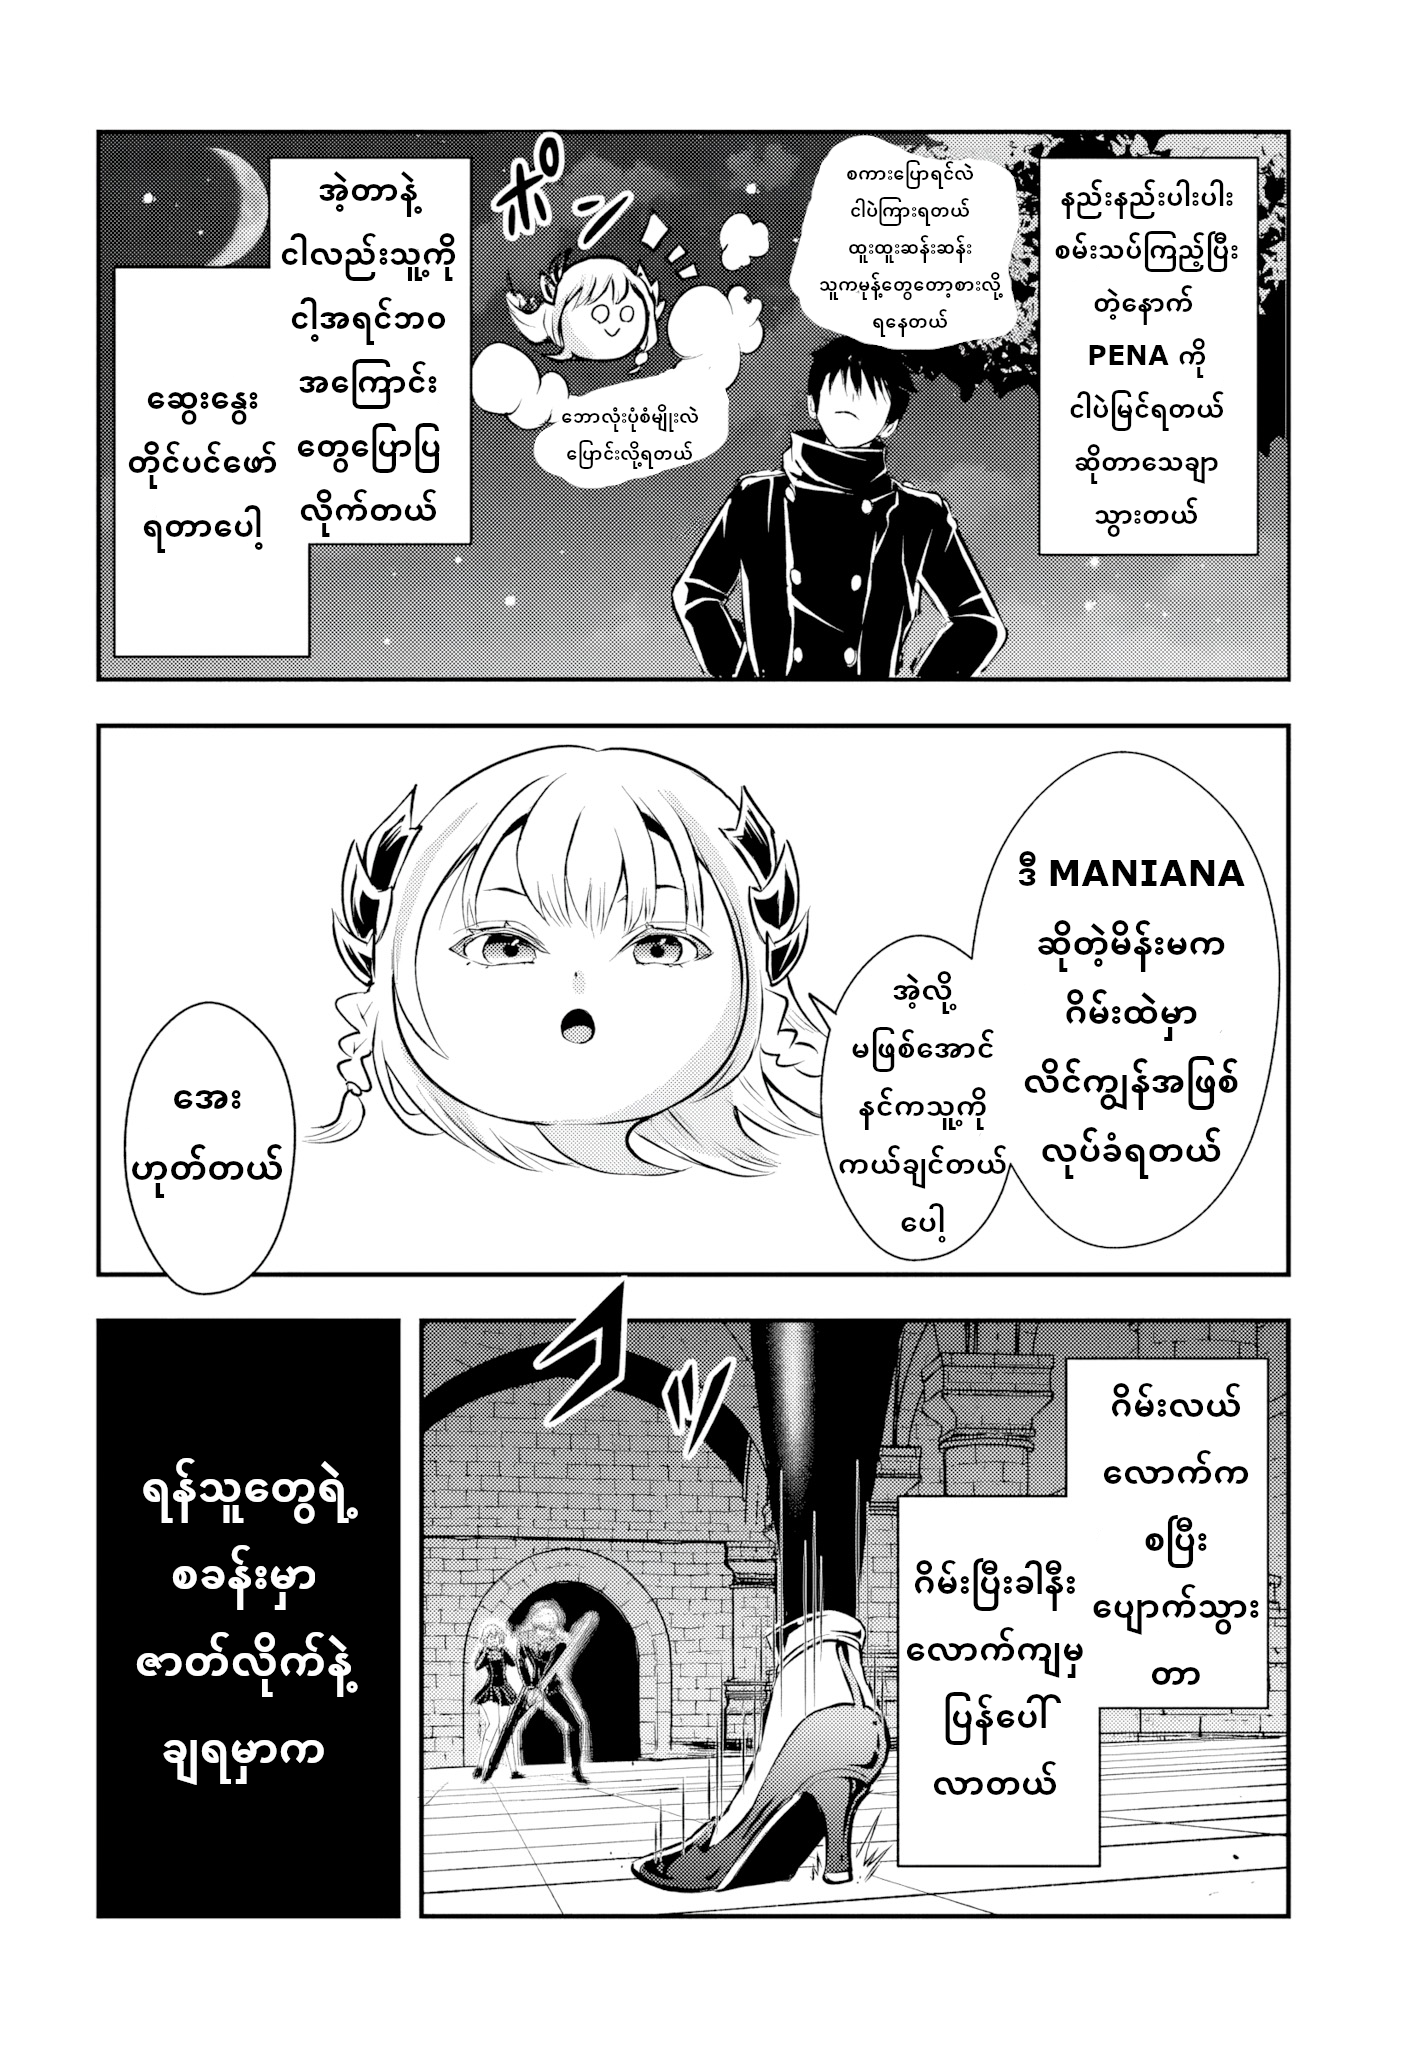 နည်းနည်းပါးပါး
စမ်းသပ်ကြည့်ပြီး
တဲ့နောက်
PENA ကို
ငါပဲမြင်ရတယ်
ဆိုတာသေချာ
သွားတယ်
စကားပြောရင်လဲ
ငါပဲကြားရတယ်
ထူးထူးဆန်းဆန်း
သူကမုန့်တွေတော့စားလို့
ရနေတယ်
ပိုン
ဘောလုံးပုံစံမျိုးလဲ
ပြောင်းလို့ရတယ်
အဲ့တာနဲ့
ငါလည်းသူ့ကို
ငါ့အရင်ဘဝ
အကြောင်း
တွေပြောပြ
လိုက်တယ်
ဆွေးနွေး
တိုင်ပင်ဖော်
ရတာပေါ့
ဒီ MANIANA
ဆိုတဲ့မိန်းမက
ဂိမ်းထဲမှာ
လိင်ကျွန်အဖြစ်
လုပ်ခံရတယ်
အဲ့လို့
မဖြစ်အောင်
နင်ကသူ့ကို
ကယ်ချင်တယ်
ပေါ့
အေး
ဟုတ်တယ်
ဂိမ်းလယ်
လောက်က
စပြီး
ပျောက်သွား
တာ
ဂိမ်းပြီးခါနီး
လောက်ကျမှ
ပြန်ပေါ်
လာတယ်
クッ
ရန်သူတွေရဲ့
စခန်းမှာ
ဇာတ်လိုက်နဲ့
ချရမှာက